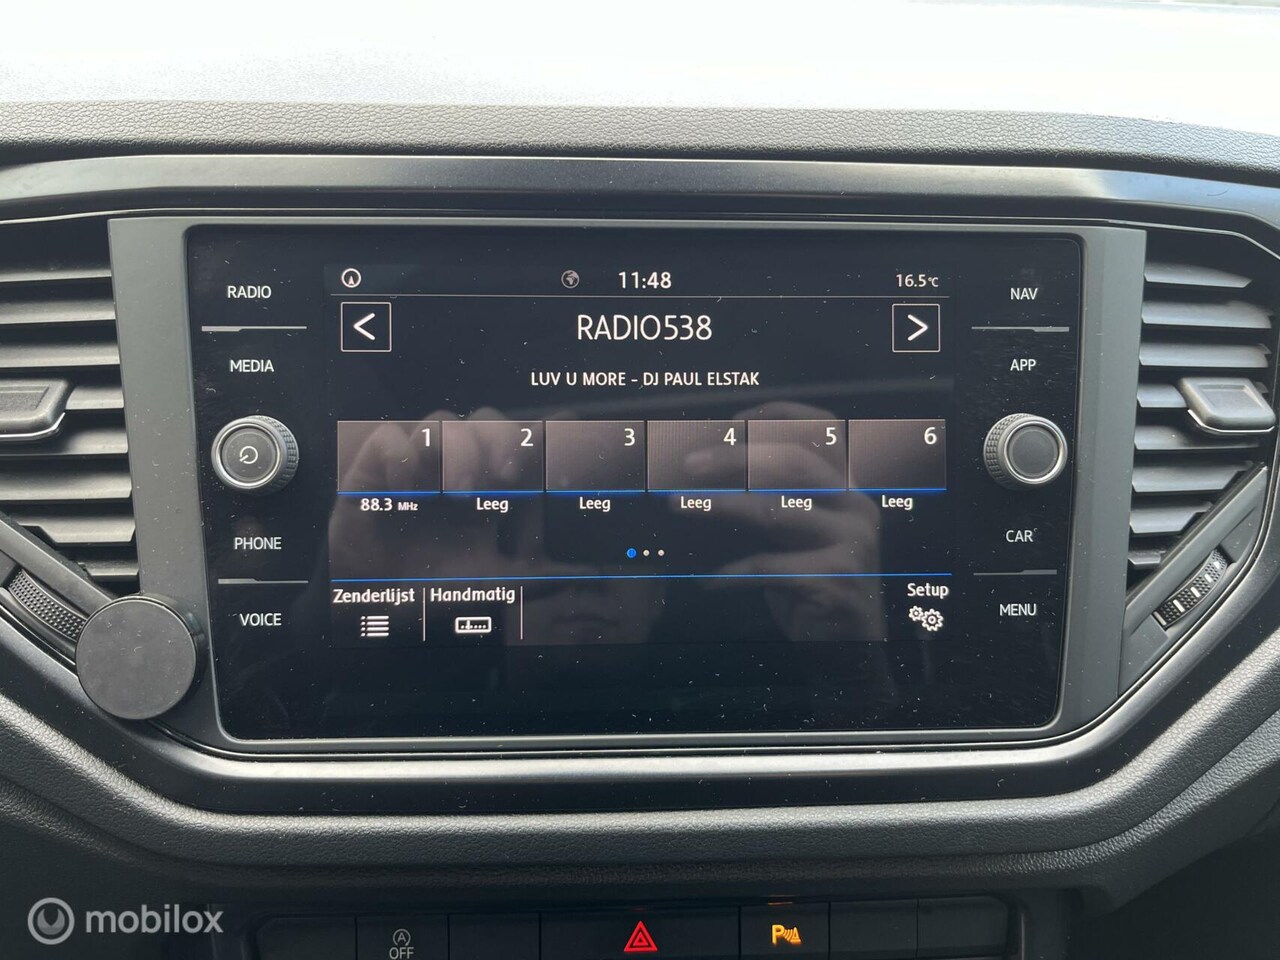 11:48
16.5°C
RADIO
MEDIA
PHONE
VOICE
< RADIO538 >
LUV U MORE - DJ PAUL ELSTAK
1 2 3 4 5 6
88.3 MHz Leeg Leeg Leeg Leeg Leeg
Zenderlijst Handmatig Setup
NAV
APP
CAR
MENU
A
OFF
P
mobilox